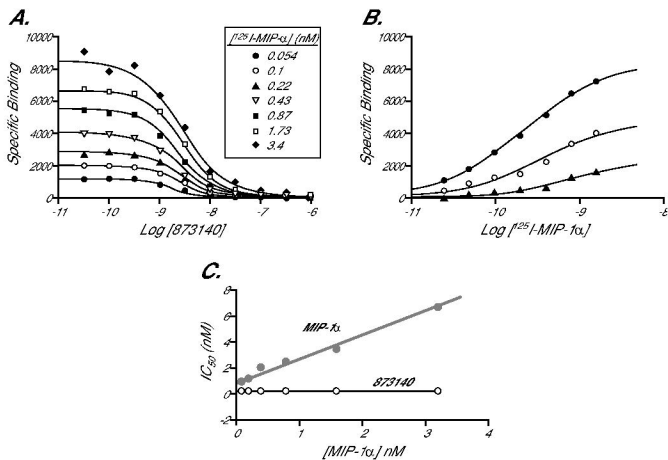 A.
Specific Binding
10000
8000
6000
4000
2000
0
-11 -10 -9 -8 -7 -6
Log [873140]
[¹²⁵I-MIP-α] (nM)
0.054
0.1
0.22
0.43
0.87
1.73
3.4
B.
Specific Binding
10000
8000
6000
4000
2000
0
-11 -10 -9 -8
Log [¹²⁵I-MIP-1α]
C.
IC₅₀ (nM)
8
6
4
2
0
-2
MIP-1α
873140
0 1 2 3 4
[MIP-1α] nM